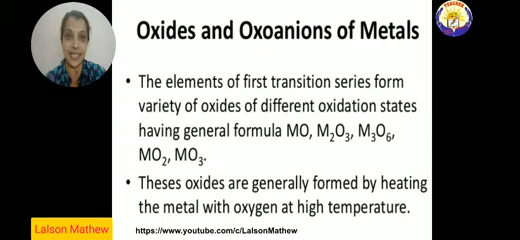 TEACHER
Oxides and Oxoanions of Metals
• The elements of first transition series form
variety of oxides of different oxidation states
having general formula MO, M₂O₃, M₃O₆,
MO₂, MO₃.
• Theses oxides are generally formed by heating
the metal with oxygen at high temperature.
Lalson Mathew
https://www.youtube.com/c/LalsonMathew